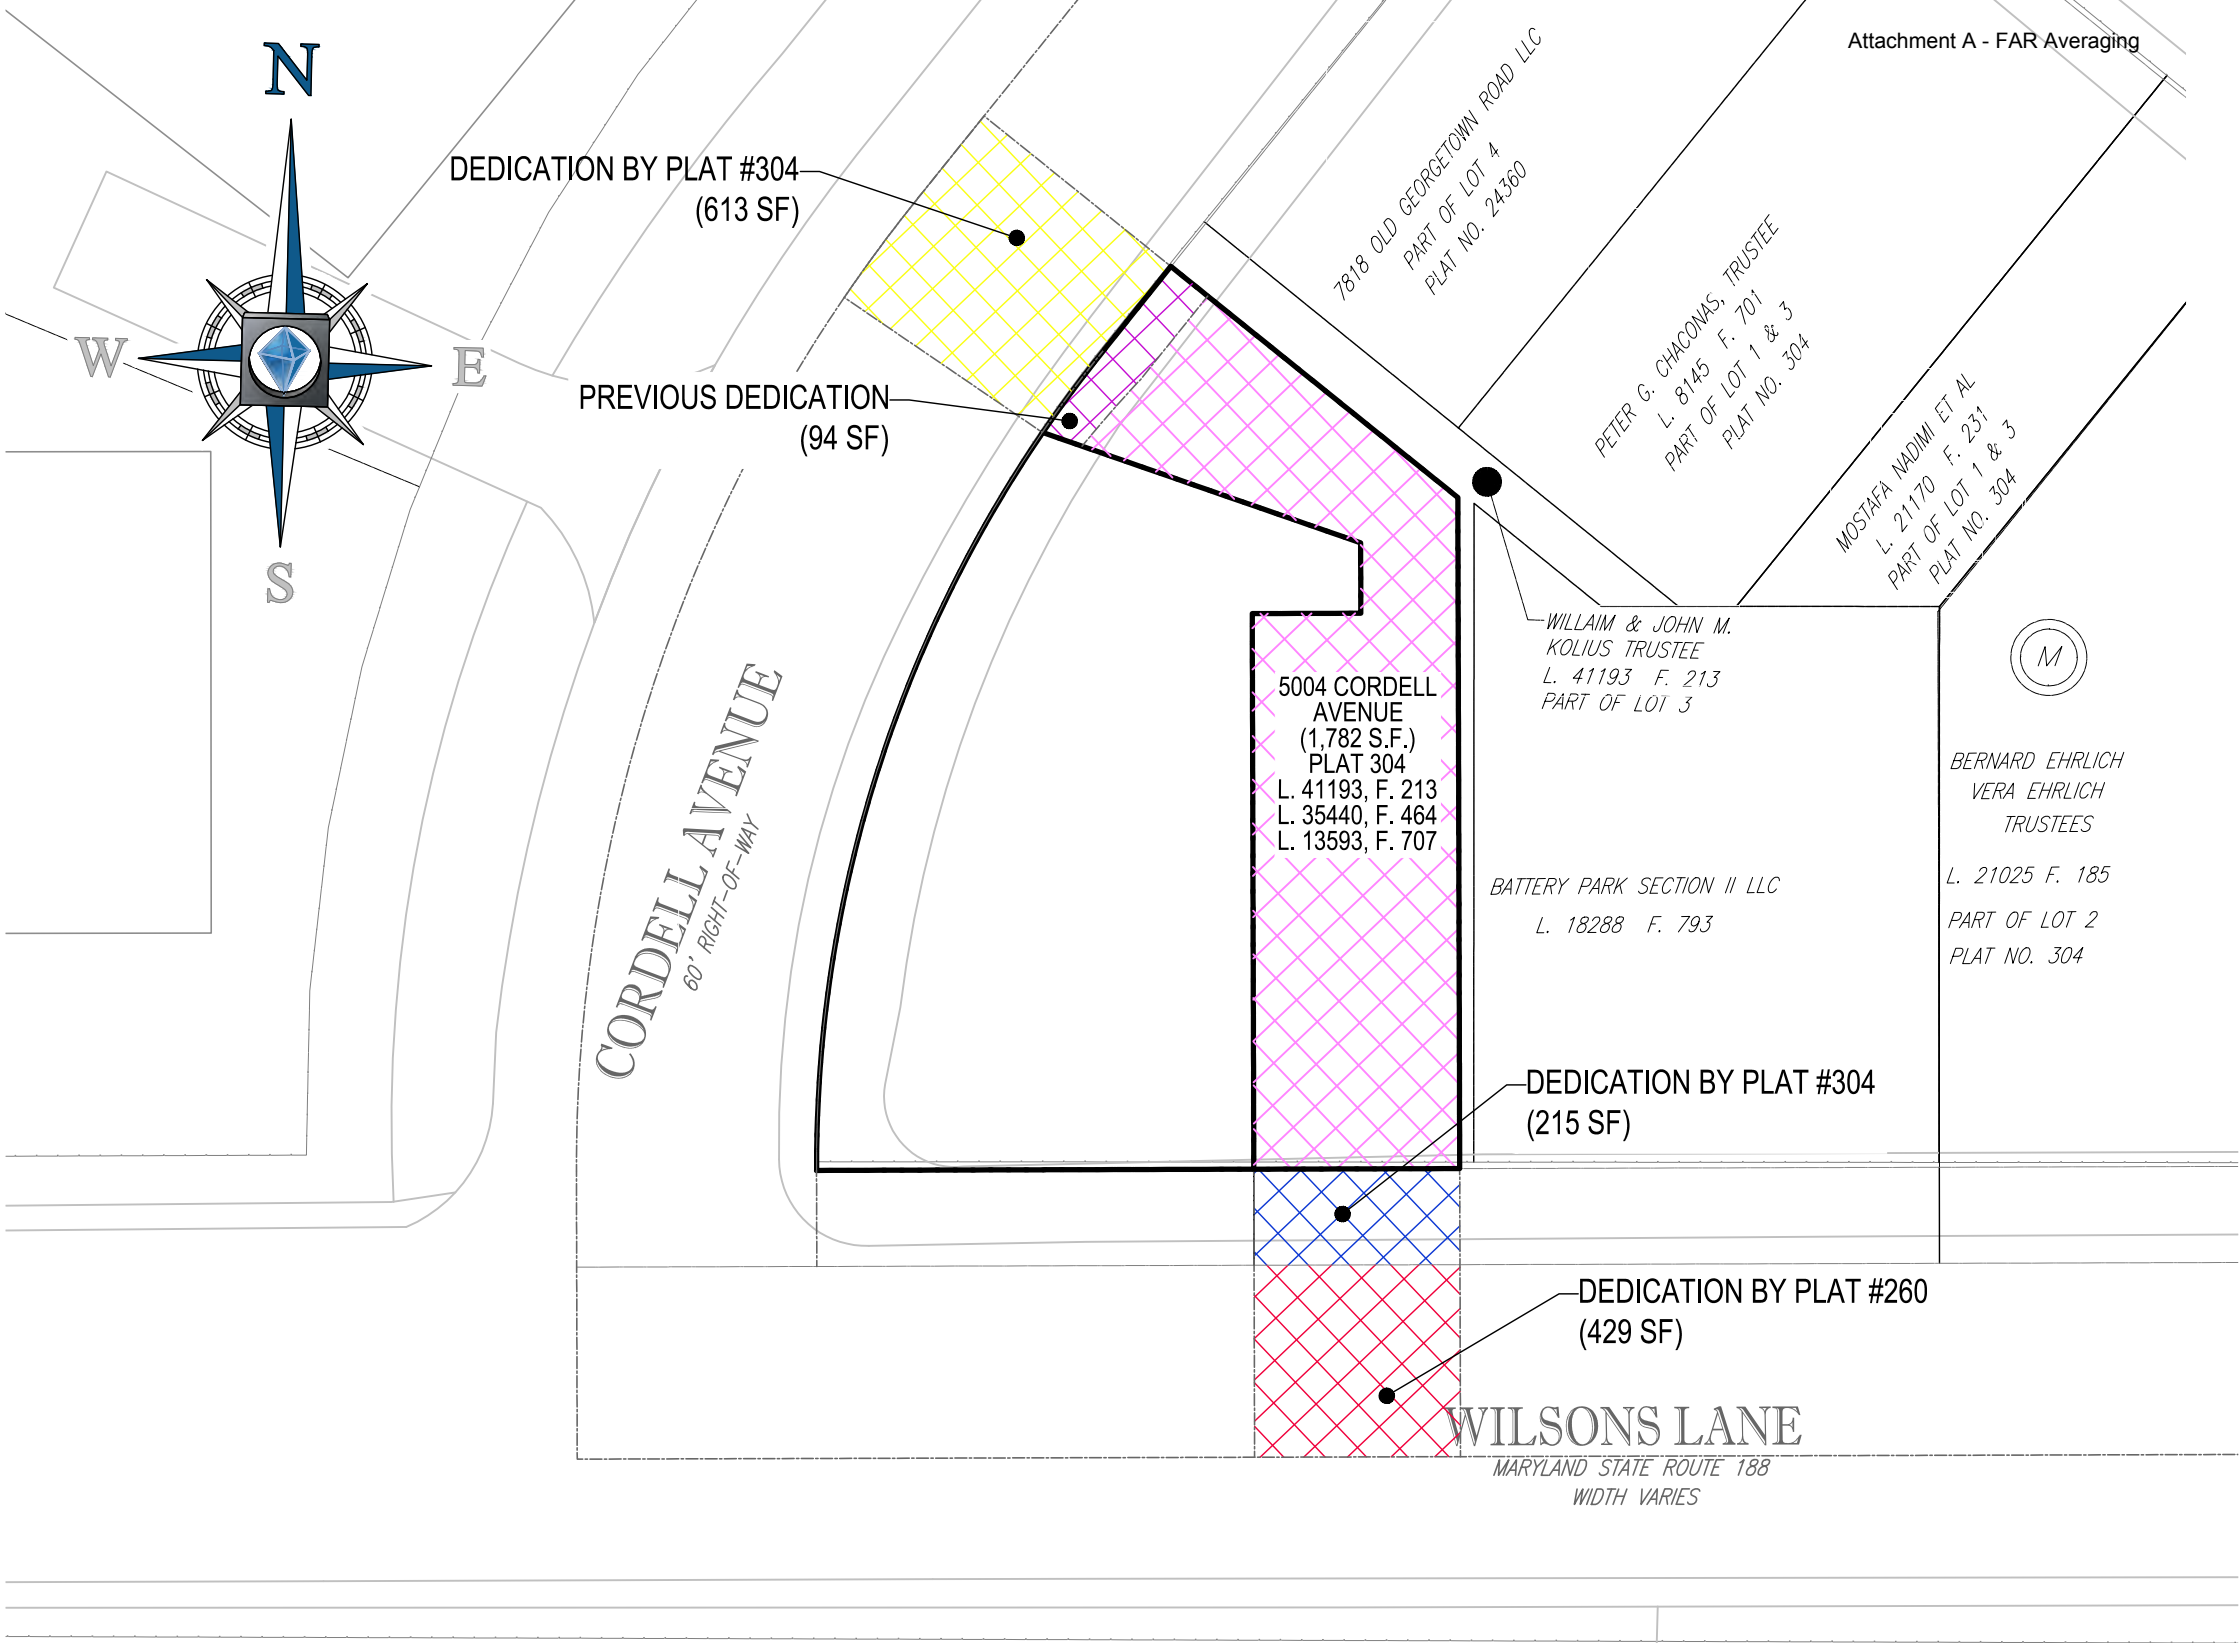 Attachment A - FAR Averaging
N
W
E
S
DEDICATION BY PLAT #304
(613 SF)
PREVIOUS DEDICATION
(94 SF)
7818 OLD GEORGETOWN ROAD LLC
PART OF LOT 4
PLAT NO. 24360
PETER G. CHACONAS, TRUSTEE
L. 8145 F. 701
PART OF LOT 1 & 3
PLAT NO. 304
MOSTAFA NADIMI ET AL
L. 21170 F. 231
PART OF LOT 1 & 3
PLAT NO. 304
WILLAIM & JOHN M.
KOLIUS TRUSTEE
L. 41193 F. 213
PART OF LOT 3
M
5004 CORDELL
AVENUE
(1,782 S.F.)
PLAT 304
L. 41193, F. 213
L. 35440, F. 464
L. 13593, F. 707
CORDELL AVENUE
60' RIGHT-OF-WAY
BERNARD EHRLICH
VERA EHRLICH
TRUSTEES
L. 21025 F. 185
PART OF LOT 2
PLAT NO. 304
BATTERY PARK SECTION II LLC
L. 18288 F. 793
DEDICATION BY PLAT #304
(215 SF)
DEDICATION BY PLAT #260
(429 SF)
WILSONS LANE
MARYLAND STATE ROUTE 188
WIDTH VARIES